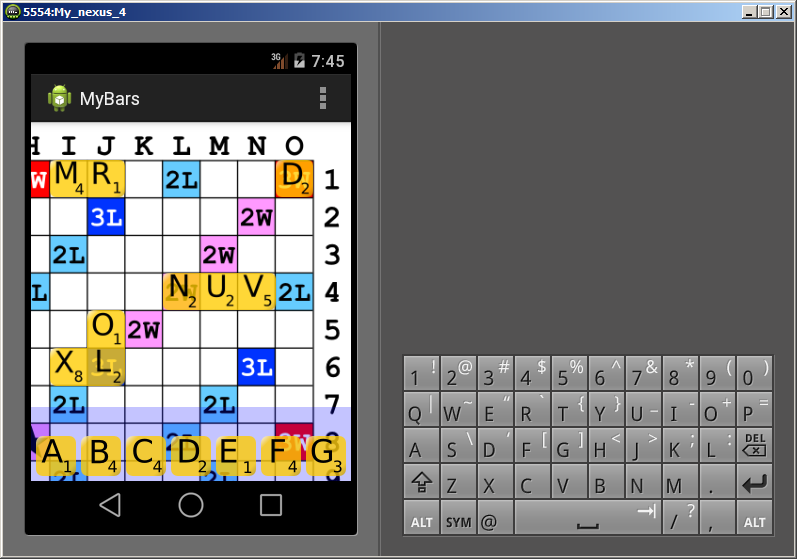 5554:My_nexus_4
3G 7:45
MyBars
H I J K L M N O
W M4 R1 2L D2 1
3L 2W 2
2L 2W 3
L N2 U2 V5 2L 4
O1 2W 5
X8 L2 3L 6
2L 2L 7
A1 B4 C4 D2 E1 F4 G3
1 ! 2 @ 3 # 4 $ 5 % 6 ^ 7 & 8 * 9 ( 0 )
Q | W ~ E “ R ` T { Y } U _ I - O + P =
A S \ D ‘ F [ G ] H < J > K ; L : DEL
Z X C V B N M .
ALT SYM @ / ? , ALT